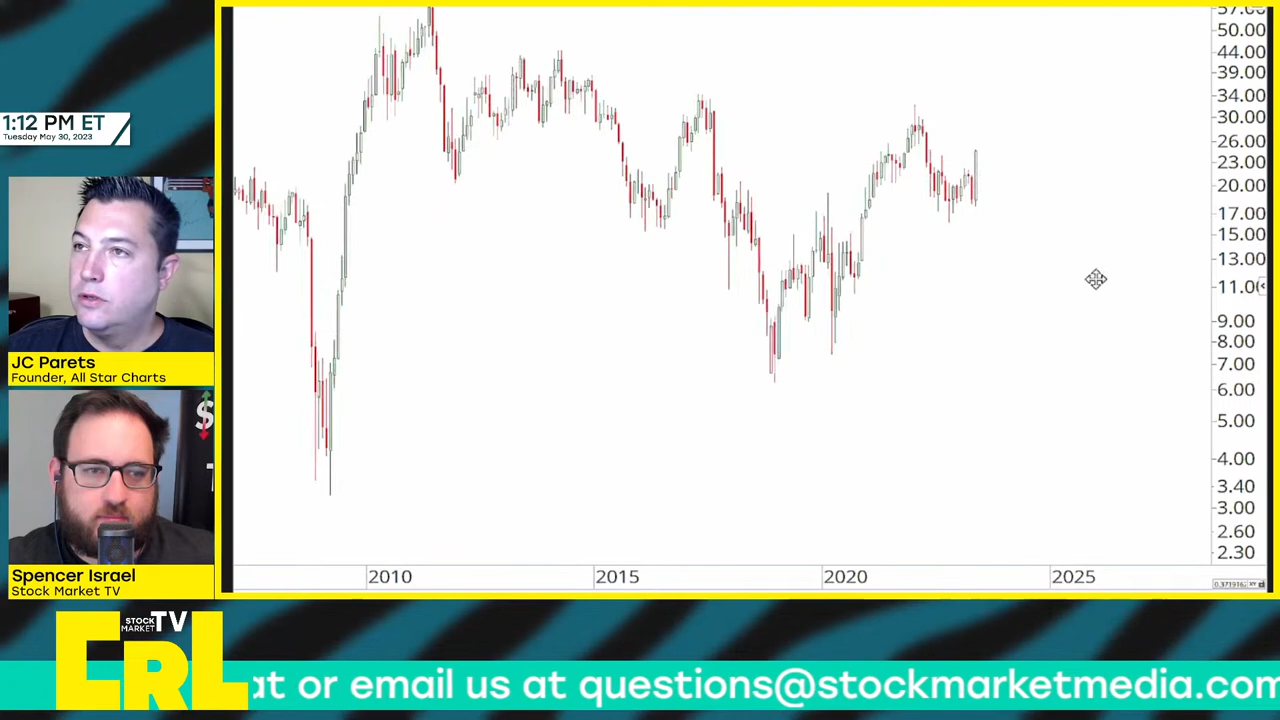 1:12 PM ET
Tuesday May 30, 2023
JC Parets
Founder, All Star Charts
Spencer Israel
Stock Market TV
STOCK
MARKET
TV
ERL
50.00
44.00
39.00
34.00
30.00
26.00
23.00
20.00
17.00
15.00
13.00
11.00
9.00
8.00
7.00
6.00
5.00
4.00
3.40
3.00
2.60
2.30
2010
2015
2020
2025
at or email us at questions@stockmarketmedia.com